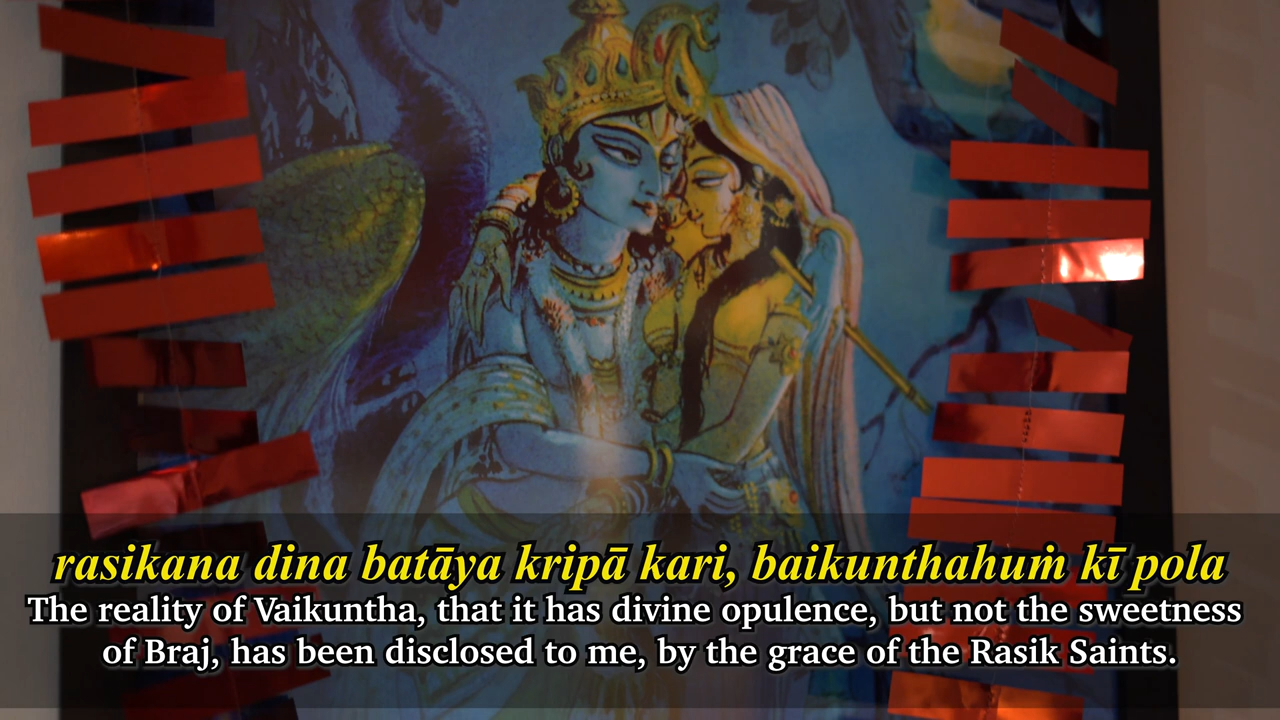 rasikana dina batāya kripā kari, baikunthahuṁ kī pola
The reality of Vaikuntha, that it has divine opulence, but not the sweetness
of Braj, has been disclosed to me, by the grace of the Rasik Saints.